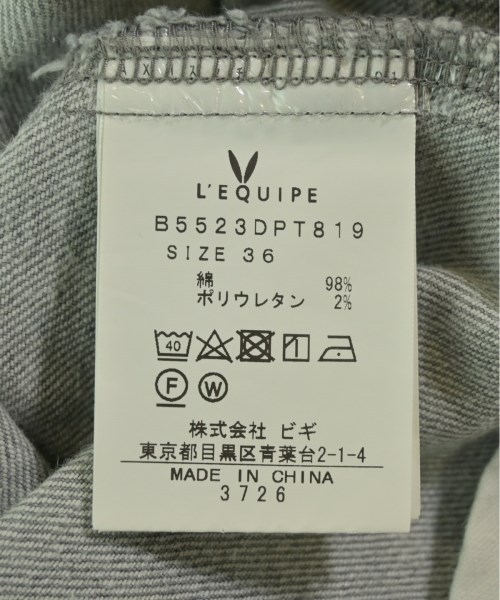 L'EQUIPE
B5523DPT819
SIZE 36
綿 98%
ポリウレタン 2%
40
F W
株式会社 ビギ
東京都目黒区青葉台2-1-4
MADE IN CHINA
3726